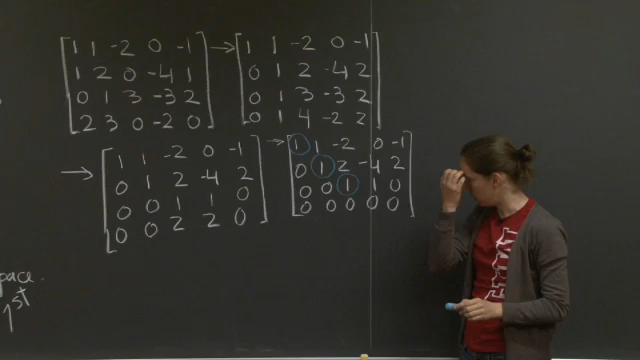 1 1 -2 0 -1 → 1 1 -2 0 -1
1 2 0 -4 1 0 1 2 -4 2
0 1 3 -3 2 0 1 3 -3 2
2 3 0 -2 0 0 1 4 -2 2
→ 1 1 -2 0 -1 → 1 1 -2 0 -1
0 1 2 -4 2 0 1 2 -4 2
0 0 1 1 0 0 0 1 1 0
0 0 2 2 0 0 0 0 0 0
pace.
1st